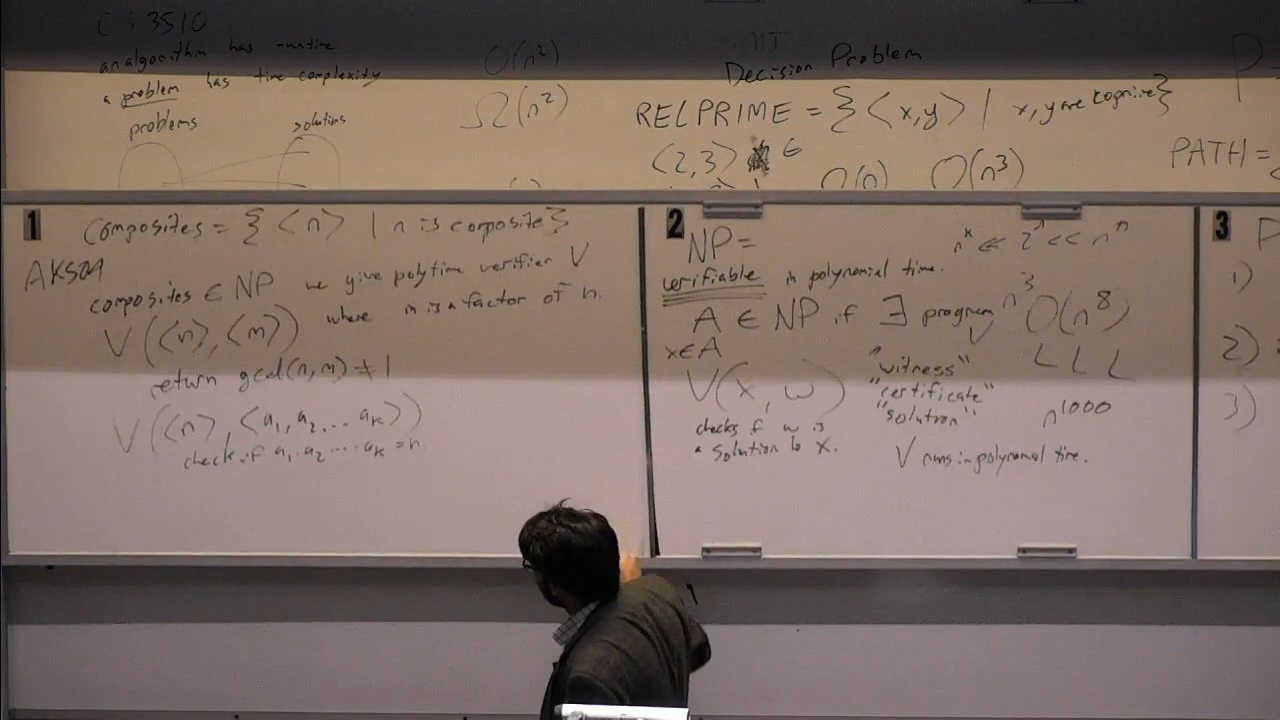 CS 3510
an algorithm has runtime
a problem has time complexity
problems
solutions
O(n²)
Ω(n²)
Decision Problem
RELPRIME = { <x,y> | x,y are coprime}
<2,3> ∈
O(n) O(n³)
P
PATH =
1
Composites = { <n> | n is composite}
AKS04
composites ∈ NP we give polytime verifier V
V(<n>, <m>) where m is a factor of n.
return gcd(n,m) ≠ 1
V(<n>, <a₁, a₂, ... aₖ>)
check if a₁ · a₂ ···· aₖ = n.
2
NP =
nᵏ << 2ⁿ << nⁿ
verifiable in polynomial time.
A ∈ NP if ∃ program V
n³ O(n⁸)
x ∈ A
V(x, w)
"witness"
"certificate"
"solution"
L L L
n¹⁰⁰⁰
checks if w is
a solution to x.
V runs in polynomial time.
3
P
1)
2)
3)